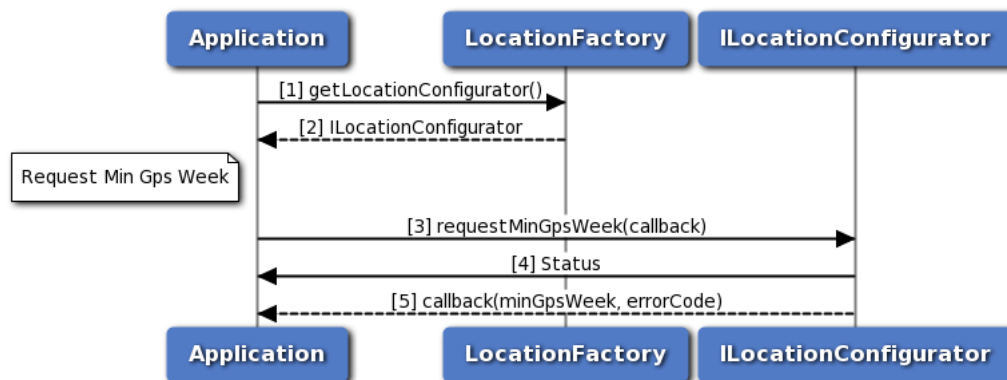 Application
LocationFactory
ILocationConfigurator
[1] getLocationConfigurator()
[2] ILocationConfigurator
Request Min Gps Week
[3] requestMinGpsWeek(callback)
[4] Status
[5] callback(minGpsWeek, errorCode)
Application
LocationFactory
ILocationConfigurator